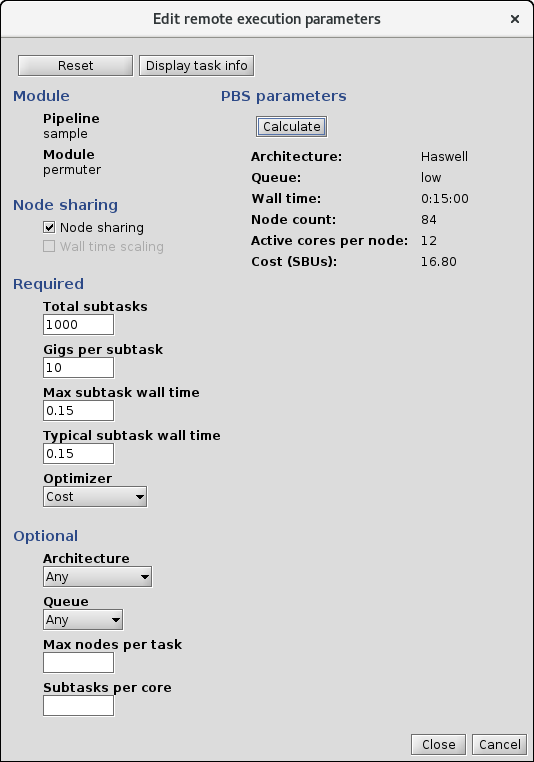 Edit remote execution parameters
Reset
Display task info
Module
Pipeline
sample
Module
permuter
Node sharing
Node sharing
Wall time scaling
Required
Total subtasks
1000
Gigs per subtask
10
Max subtask wall time
0.15
Typical subtask wall time
0.15
Optimizer
Cost
Optional
Architecture
Any
Queue
Any
Max nodes per task
Subtasks per core
PBS parameters
Calculate
Architecture: Haswell
Queue: low
Wall time: 0:15:00
Node count: 84
Active cores per node: 12
Cost (SBUs): 16.80
Close
Cancel